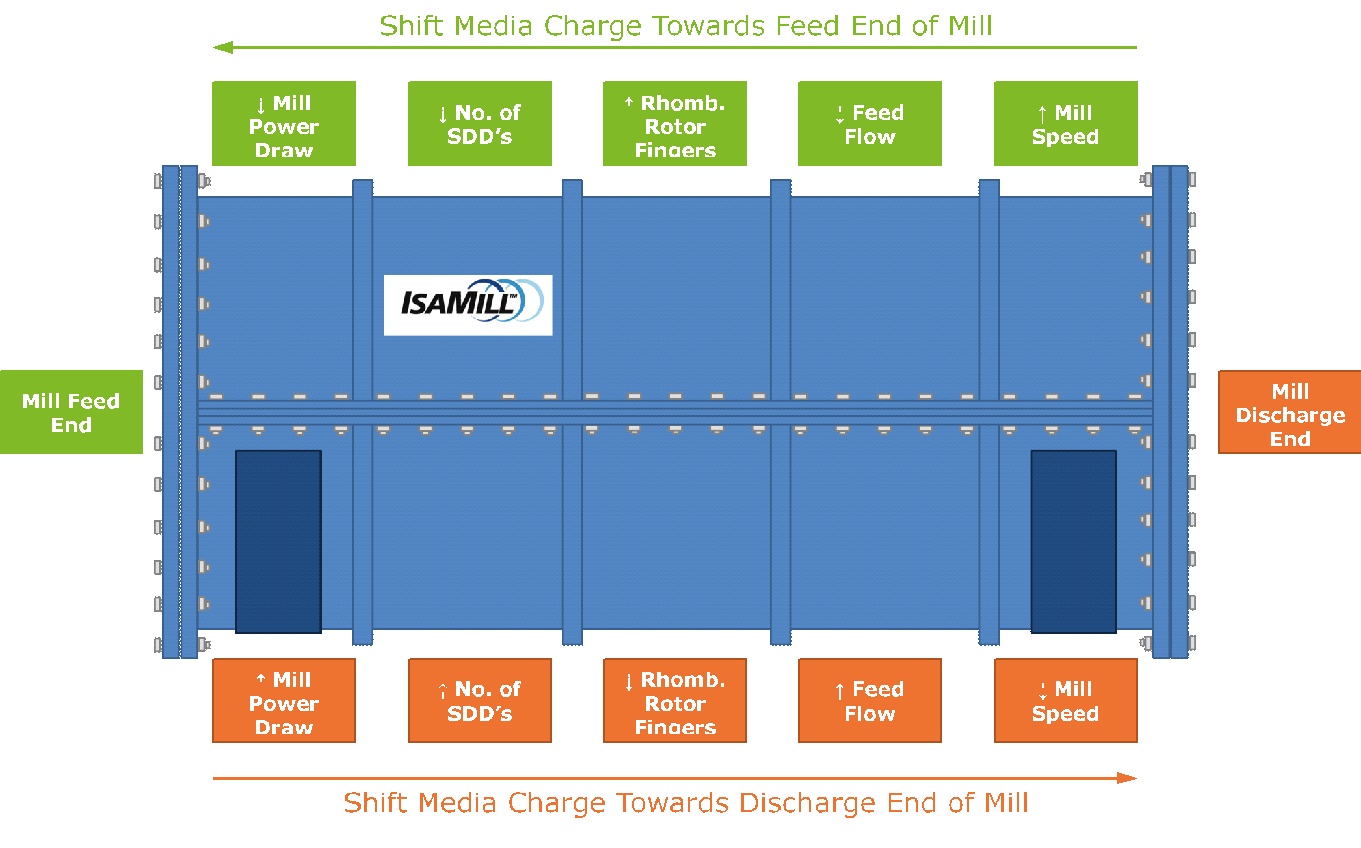 Shift Media Charge Towards Feed End of Mill
↓ Mill
Power
Draw
↓ No. of
SDD’s
↑ Rhomb.
Rotor
Fingers
↓ Feed
Flow
↑ Mill
Speed
ISAMILL™
Mill Feed
End
Mill
Discharge
End
↑ Mill
Power
Draw
↑ No. of
SDD’s
↓ Rhomb.
Rotor
Fingers
↑ Feed
Flow
↓ Mill
Speed
Shift Media Charge Towards Discharge End of Mill